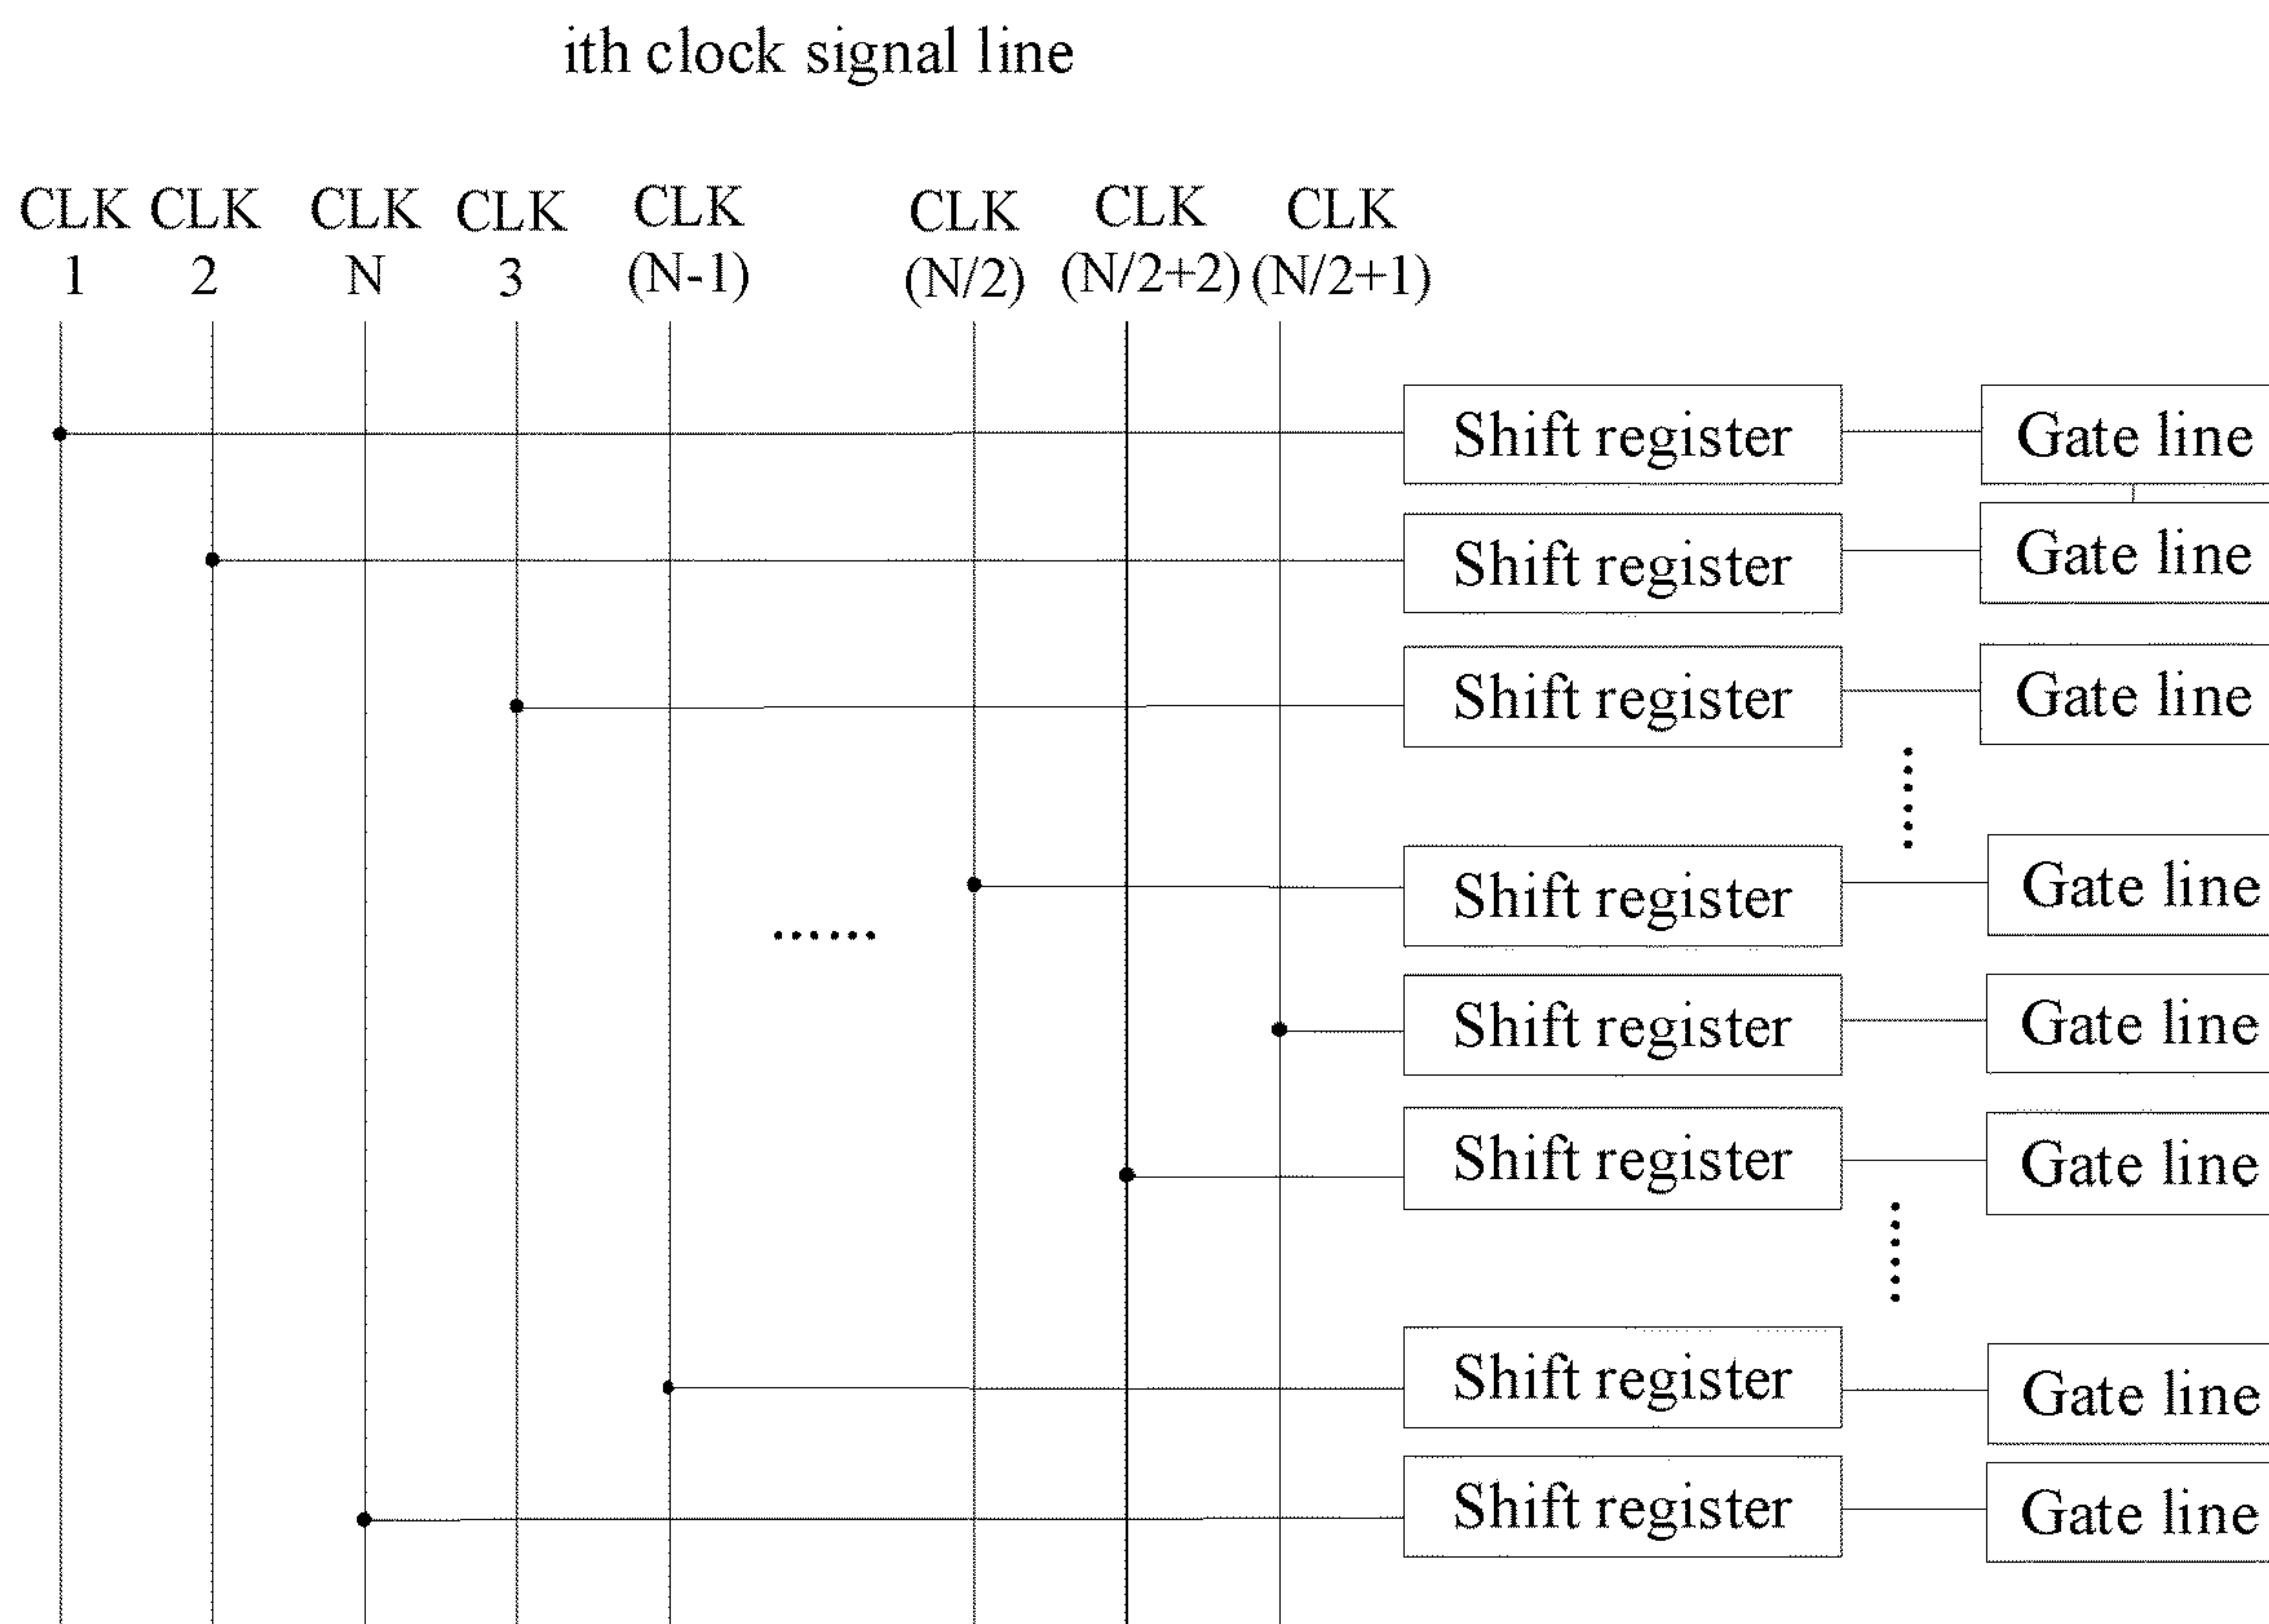 ith clock signal line
CLK CLK CLK CLK CLK CLK CLK CLK
1 2 N 3 (N-1) (N/2) (N/2+2) (N/2+1)
Shift register Gate line
Shift register Gate line
Shift register Gate line
Shift register Gate line
Shift register Gate line
Shift register Gate line
Shift register Gate line
Shift register Gate line